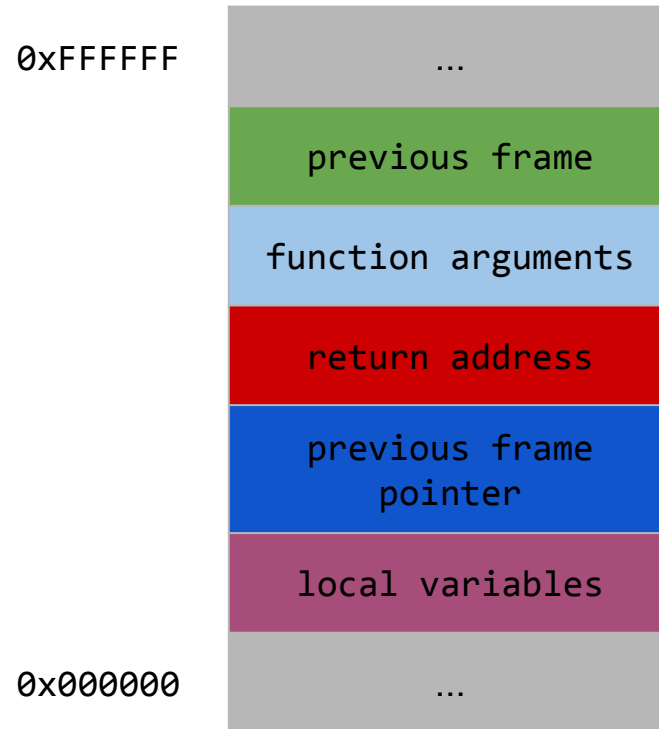 0xFFFFFF
...
previous frame
function arguments
return address
previous frame
pointer
local variables
0x000000
...